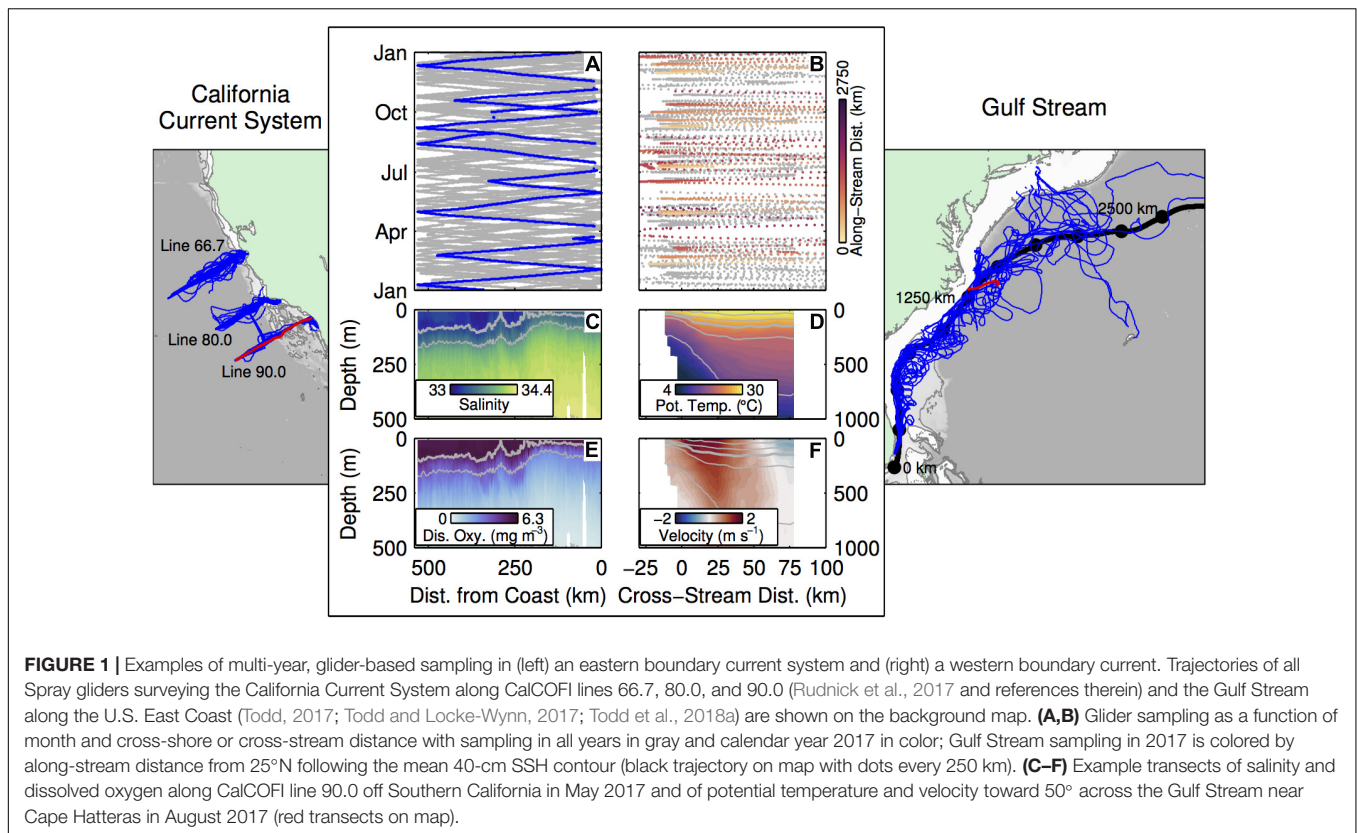 California
Current System
Gulf Stream
Line 66.7
Line 80.0
Line 90.0
Jan
Oct
Jul
Apr
Jan
A
B
0 2750
Along−Stream Dist. (km)
2500 km
1250 km
0 km
0
250
500
Depth (m)
C
33 34.4
Salinity
D
4 30
Pot. Temp. (°C)
0
500
1000
0
250
500
Depth (m)
E
0 6.3
Dis. Oxy. (mg m−3)
F
−2 2
Velocity (m s−1)
0
500
1000
500 250 0
Dist. from Coast (km)
−25 0 25 50 75 100
Cross−Stream Dist. (km)
FIGURE 1 | Examples of multi-year, glider-based sampling in (left) an eastern boundary current system and (right) a western boundary current. Trajectories of all
Spray gliders surveying the California Current System along CalCOFI lines 66.7, 80.0, and 90.0 (Rudnick et al., 2017 and references therein) and the Gulf Stream
along the U.S. East Coast (Todd, 2017; Todd and Locke-Wynn, 2017; Todd et al., 2018a) are shown on the background map. (A,B) Glider sampling as a function of
month and cross-shore or cross-stream distance with sampling in all years in gray and calendar year 2017 in color; Gulf Stream sampling in 2017 is colored by
along-stream distance from 25°N following the mean 40-cm SSH contour (black trajectory on map with dots every 250 km). (C–F) Example transects of salinity and
dissolved oxygen along CalCOFI line 90.0 off Southern California in May 2017 and of potential temperature and velocity toward 50° across the Gulf Stream near
Cape Hatteras in August 2017 (red transects on map).